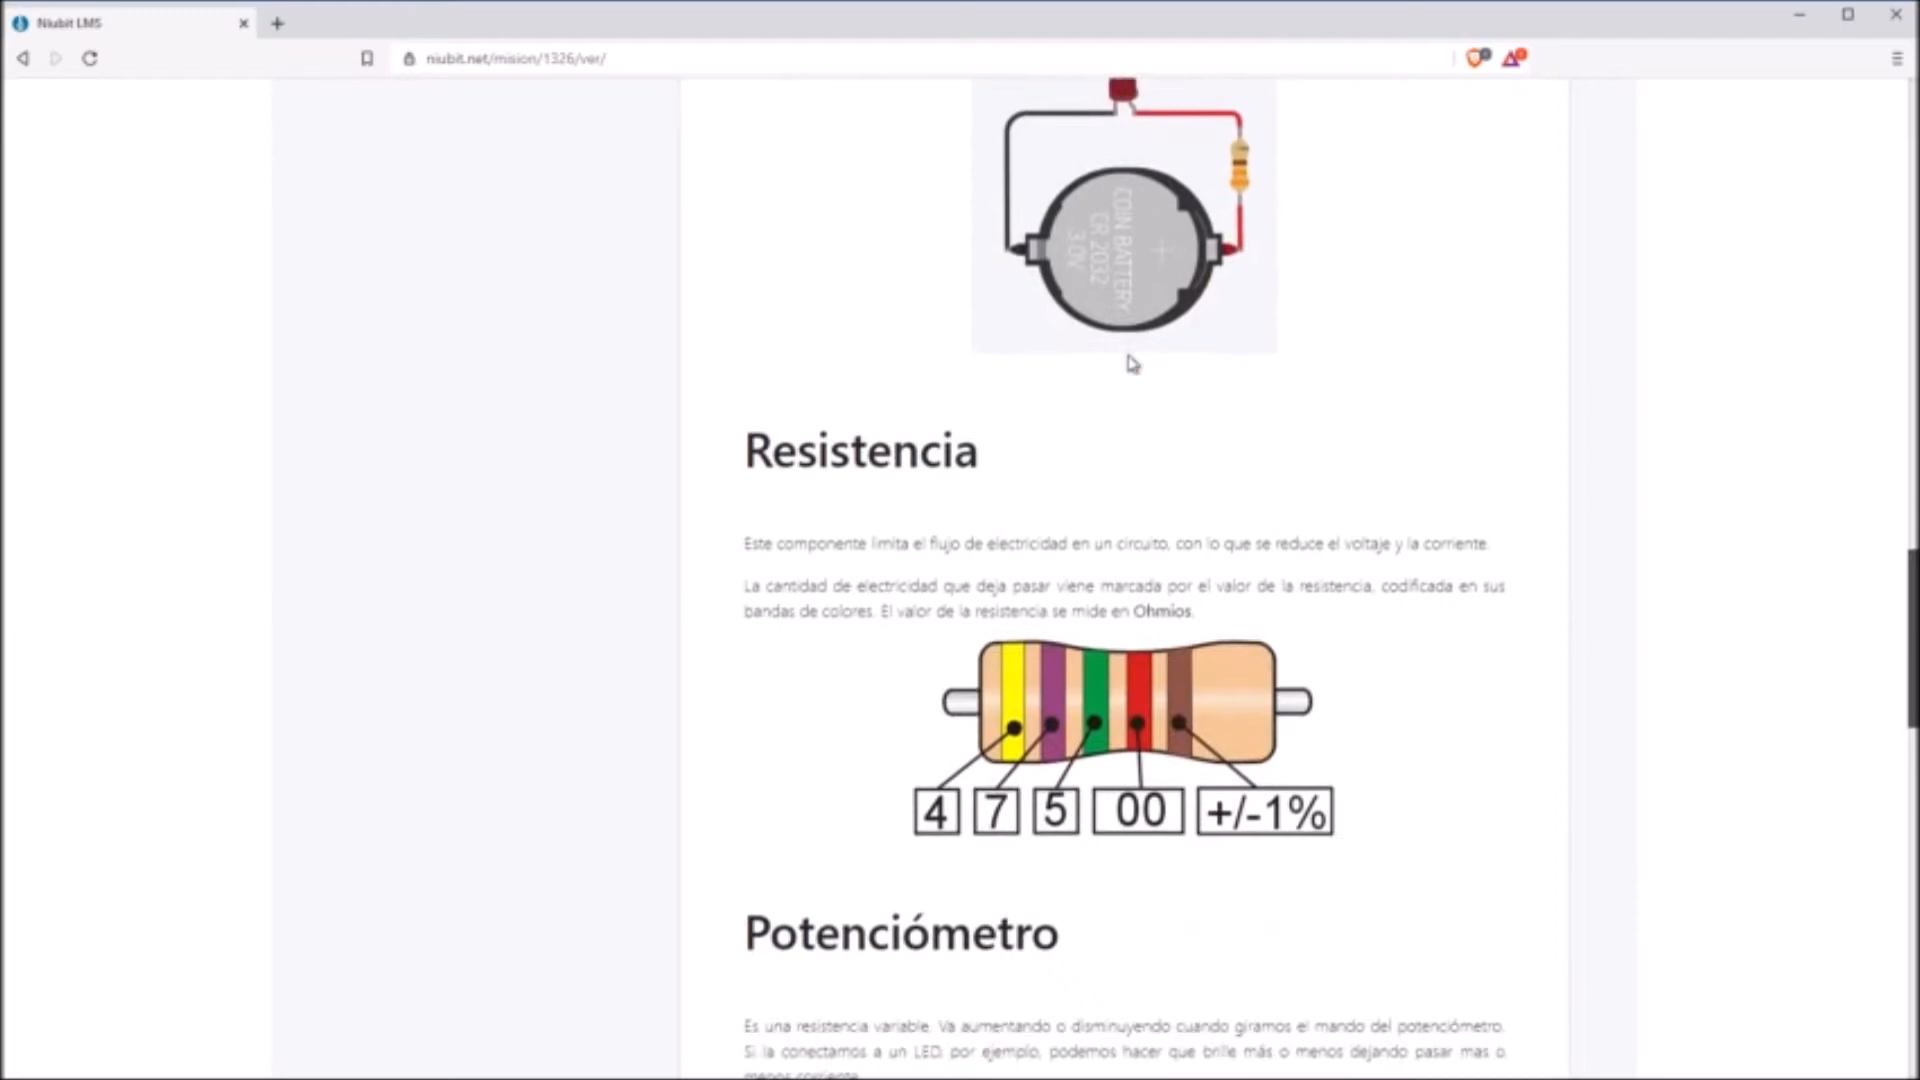 Niubit LMS
niubit.net/mision/1326/ver/
COIN BATTERY
CR 2032
3.0V
Resistencia
Este componente limita el flujo de electricidad en un circuito, con lo que se reduce el voltaje y la corriente.
La cantidad de electricidad que deja pasar viene marcada por el valor de la resistencia, codificada en sus
bandas de colores. El valor de la resistencia se mide en Ohmios.
4 7 5 00 +/-1%
Potenciómetro
Es una resistencia variable. Va aumentando o disminuyendo cuando giramos el mando del potenciómetro.
Si la conectamos a un LED, por ejemplo, podemos hacer que brille más o menos dejando pasar mas o
menos corriente.